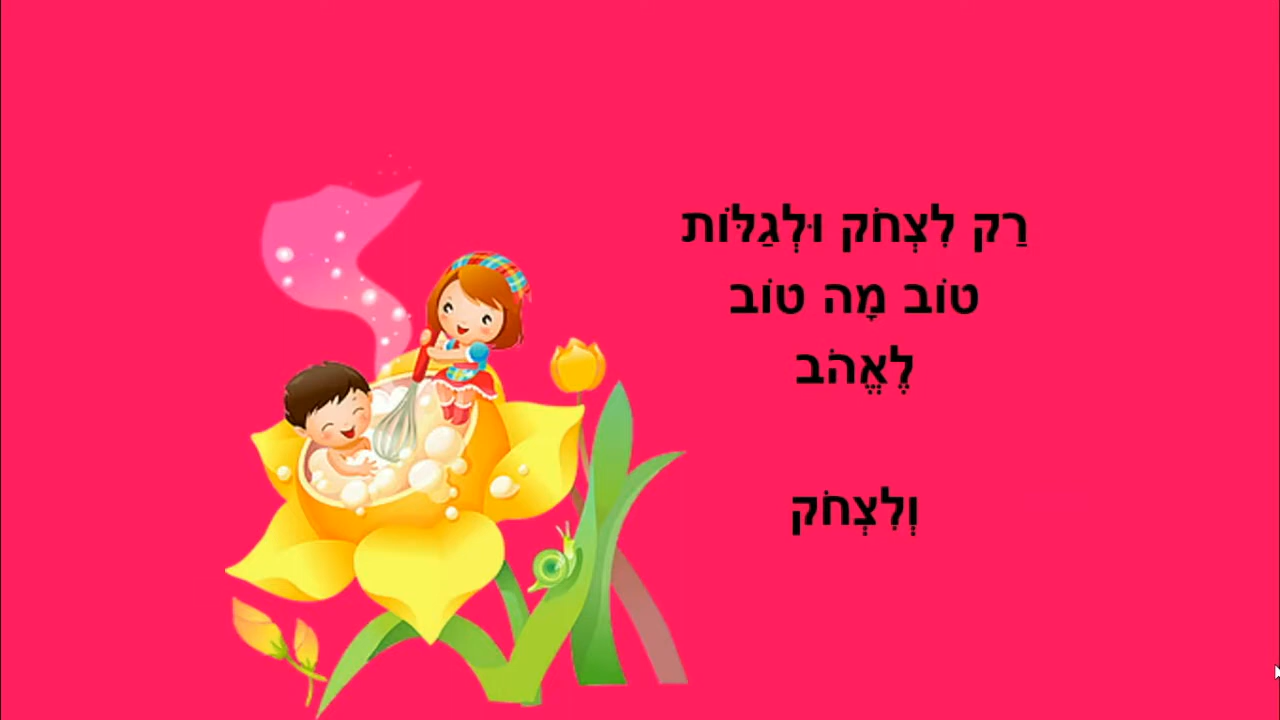 רַק לִצְחֹק וּלְגַלּוֹת
טוֹב מָה טוֹב
לֶאֱהֹב
וְלִצְחֹק